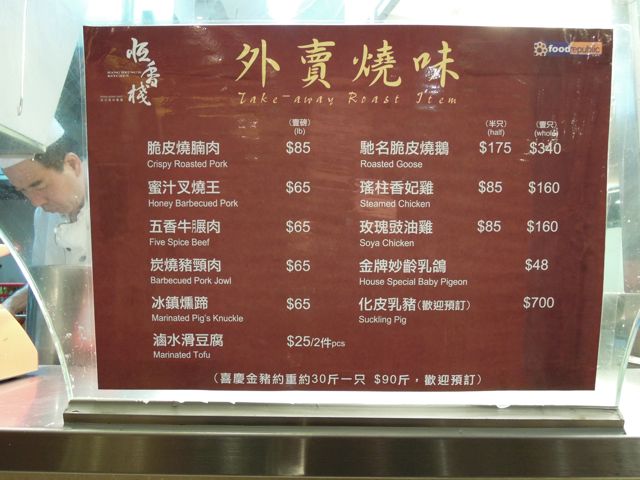 恒香棧
foodrepublic
外賣燒味
Take-away Roast Item
(壹磅)
(lb)
脆皮燒腩肉 $85
Crispy Roasted Pork
蜜汁叉燒王 $65
Honey Barbecued Pork
五香牛𦟌肉 $65
Five Spice Beef
炭燒豬頸肉 $65
Barbecued Pork Jowl
冰鎮燻蹄 $65
Marinated Pig's Knuckle
滷水滑豆腐 $25/2件pcs
Marinated Tofu
(半只) (壹只)
(half) (whole)
馳名脆皮燒鵝 $175 $340
Roasted Goose
瑤柱香妃雞 $85 $160
Steamed Chicken
玫瑰豉油雞 $85 $160
Soya Chicken
金牌妙齡乳鴿 $48
House Special Baby Pigeon
化皮乳豬(歡迎預訂) $700
Suckling Pig
(喜慶金豬約重約30斤一只 $90斤，歡迎預訂)